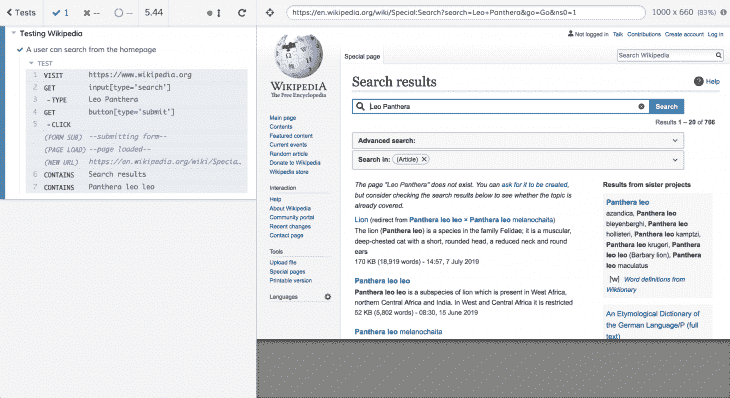 Tests
1
--
--
5.44
https://en.wikipedia.org/wiki/Special:Search?search=Leo+Panthera&go=Go&ns0=1
1000 x 660 (83%)
Testing Wikipedia
A user can search from the homepage
TEST
1 VISIT https://www.wikipedia.org
2 GET input[type='search']
3 -TYPE Leo Panthera
4 GET button[type='submit']
5 -CLICK
(FORM SUB) --submitting form--
(PAGE LOAD) --page loaded--
(NEW URL) https://en.wikipedia.org/wiki/Specia...
6 CONTAINS Search results
7 CONTAINS Panthera leo leo
WIKIPEDIA
The Free Encyclopedia
Main page
Contents
Featured content
Current events
Random article
Donate to Wikipedia
Wikipedia store
Interaction
Help
About Wikipedia
Community portal
Recent changes
Contact page
Tools
Upload file
Special pages
Printable version
Languages
Not logged in Talk Contributions Create account Log in
Special page
Search Wikipedia
Search results
Help
Leo Panthera
Search
Results 1 – 20 of 766
Advanced search:
Search in: (Article)
The page "Leo Panthera" does not exist. You can ask for it to be created,
but consider checking the search results below to see whether the topic is
already covered.
Lion (redirect from Panthera leo leo × Panthera leo melanochaita)
The lion (Panthera leo) is a species in the family Felidae; it is a muscular,
deep-chested cat with a short, rounded head, a reduced neck and round
ears
170 KB (18,919 words) - 14:57, 7 July 2019
Panthera leo leo
Panthera leo leo is a subspecies of lion which is present in West Africa,
northern Central Africa and India. In West and Central Africa it is restricted
52 KB (5,802 words) - 08:30, 15 June 2019
Panthera leo melanochaita
Results from sister projects
Panthera leo
azandica, Panthera leo
bleyenberghi, Panthera leo
hollisteri, Panthera leo kamptzi,
Panthera leo krugeri, Panthera
leo leo (Barbary lion), Panthera
leo maculatus
[w] Word definitions from
Wiktionary
An Etymological Dictionary of
the German Language/P (full
text)